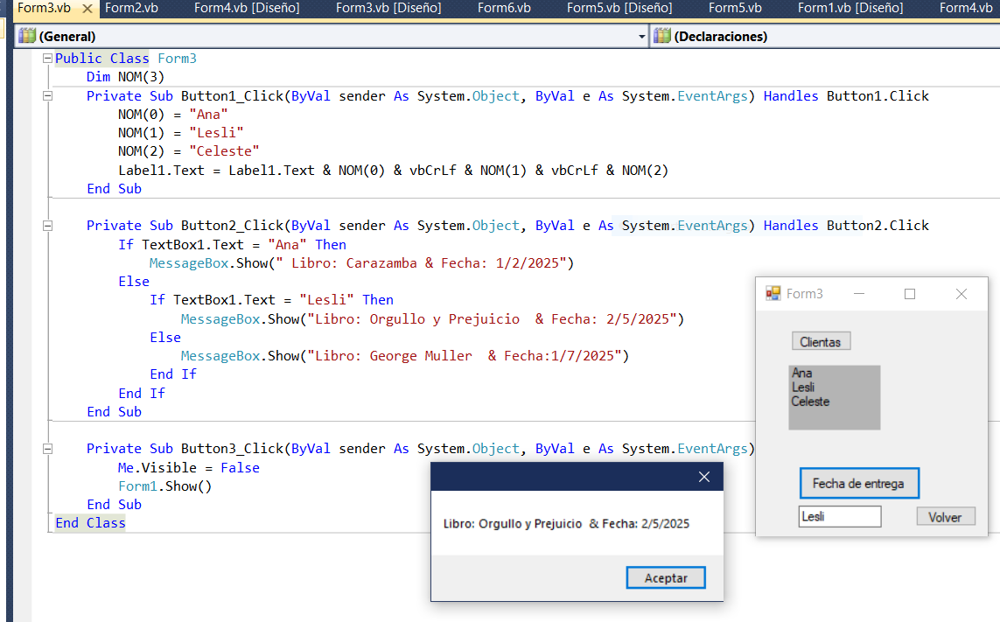 Form3.vb Form2.vb Form4.vb [Diseño] Form3.vb [Diseño] Form6.vb Form5.vb [Diseño] Form5.vb Form1.vb [Diseño] Form4.vb
(General) (Declaraciones)
Public Class Form3
Dim NOM(3)
Private Sub Button1_Click(ByVal sender As System.Object, ByVal e As System.EventArgs) Handles Button1.Click
NOM(0) = "Ana"
NOM(1) = "Lesli"
NOM(2) = "Celeste"
Label1.Text = Label1.Text & NOM(0) & vbCrLf & NOM(1) & vbCrLf & NOM(2)
End Sub
Private Sub Button2_Click(ByVal sender As System.Object, ByVal e As System.EventArgs) Handles Button2.Click
If TextBox1.Text = "Ana" Then
MessageBox.Show(" Libro: Carazamba & Fecha: 1/2/2025")
Else
If TextBox1.Text = "Lesli" Then
MessageBox.Show("Libro: Orgullo y Prejuicio  & Fecha: 2/5/2025")
Else
MessageBox.Show("Libro: George Muller  & Fecha:1/7/2025")
End If
End If
End Sub
Private Sub Button3_Click(ByVal sender As System.Object, ByVal e As System.EventArgs)
Me.Visible = False
Form1.Show()
End Sub
End Class
Form3
Clientas
Ana
Lesli
Celeste
Fecha de entrega
Lesli
Volver
Libro: Orgullo y Prejuicio  & Fecha: 2/5/2025
Aceptar